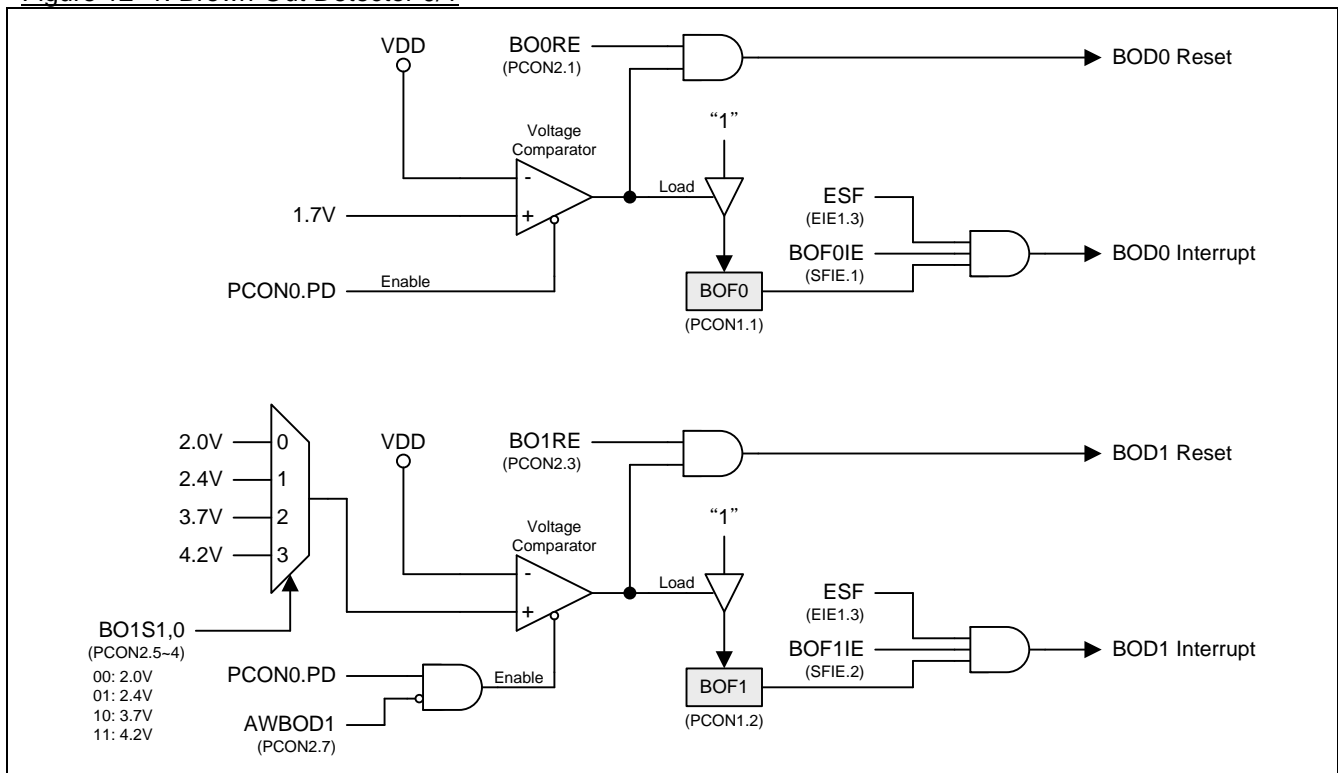 VDD
BO0RE
(PCON2.1)
BOD0 Reset
Voltage
Comparator
"1"
-
Load
1.7V
+
ESF
(EIE1.3)
BOF0IE
(SFIE.1)
BOD0 Interrupt
PCON0.PD
Enable
BOF0
(PCON1.1)
2.0V
0
2.4V
1
3.7V
2
4.2V
3
VDD
BO1RE
(PCON2.3)
BOD1 Reset
Voltage
Comparator
"1"
-
Load
+
BO1S1,0
(PCON2.5~4)
00: 2.0V
01: 2.4V
10: 3.7V
11: 4.2V
PCON0.PD
Enable
AWBOD1
(PCON2.7)
ESF
(EIE1.3)
BOF1IE
(SFIE.2)
BOD1 Interrupt
BOF1
(PCON1.2)